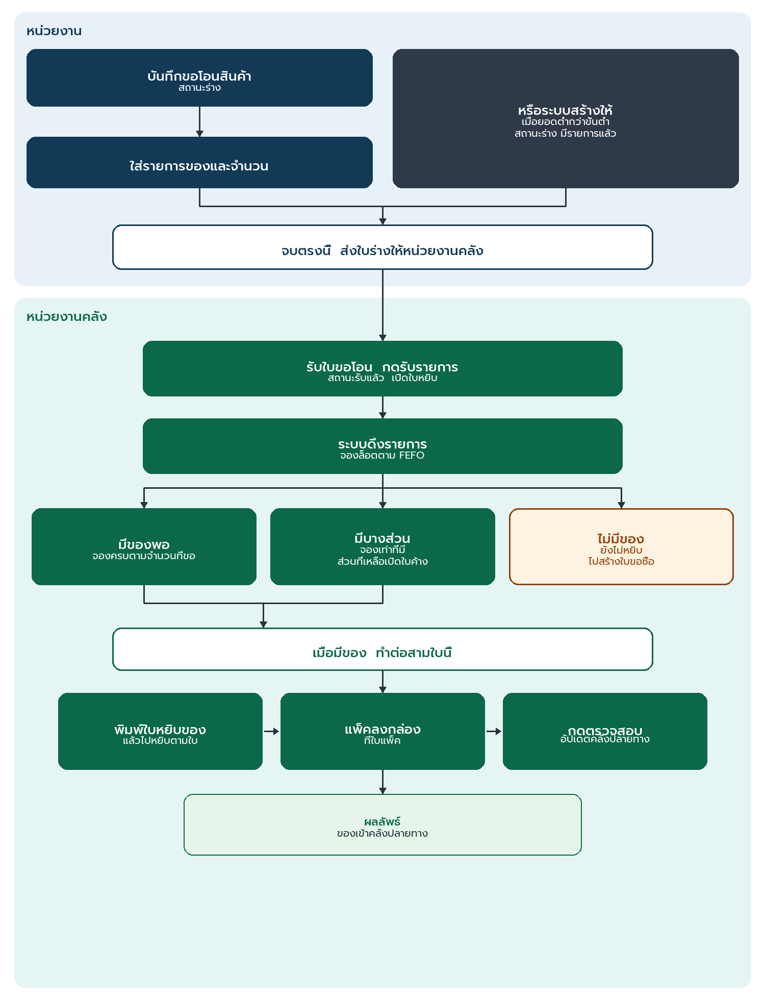 หน่วยงาน
บันทึกขอโอนสินค้า
สถานะร่าง
หรือระบบสร้างให้
เมื่อยอดต่ำกว่าขั้นต่ำ
สถานะร่าง มีรายการแล้ว
ใส่รายการของและจำนวน
จบตรงนี้ ส่งใบร่างให้หน่วยงานคลัง
หน่วยงานคลัง
รับใบขอโอน กดรับรายการ
สถานะรับแล้ว เปิดใบหยิบ
ระบบดึงรายการ
จองล็อตตาม FEFO
มีของพอ
จองครบตามจำนวนที่ขอ
มีบางส่วน
จองเท่าที่มี
ส่วนที่เหลือเปิดใบค้าง
ไม่มีของ
ยังไม่หยิบ
ไปสร้างใบขอซื้อ
เมื่อมีของ ทำต่อสามใบนี้
พิมพ์ใบหยิบของ
แล้วไปหยิบตามใบ
แพ็คลงกล่อง
ที่ใบแพ็ค
กดตรวจสอบ
อัปเดตคลังปลายทาง
ผลลัพธ์
ของเข้าคลังปลายทาง